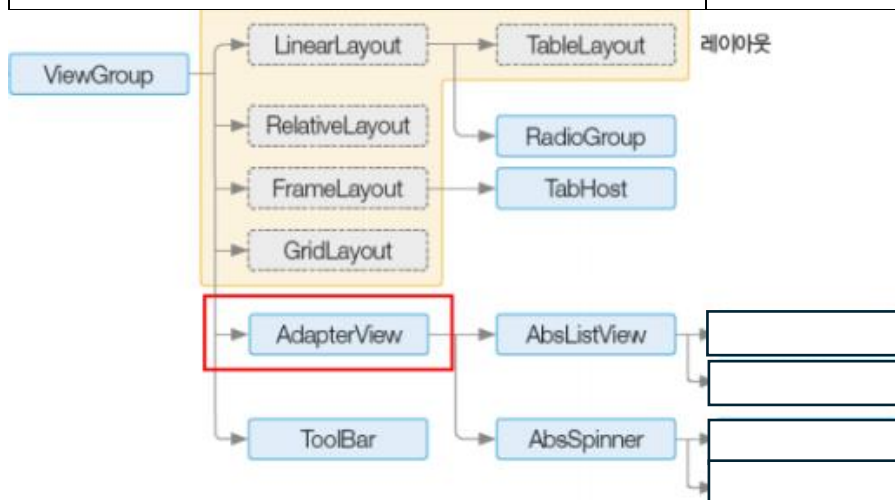 LinearLayout
TableLayout
레이아웃
ViewGroup
RelativeLayout
RadioGroup
FrameLayout
TabHost
GridLayout
AdapterView
AbsListView
ToolBar
AbsSpinner